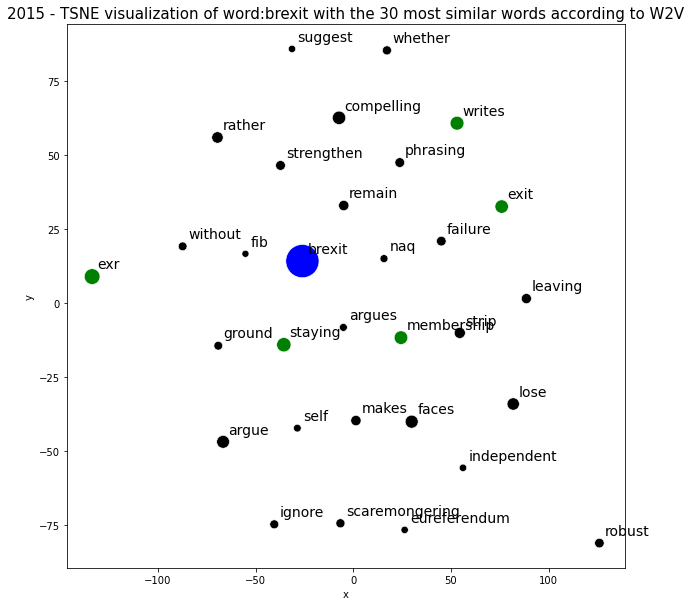 2015 - TSNE visualization of word:brexit with the 30 most similar words according to W2V
suggest
whether
compelling
writes
rather
phrasing
strengthen
remain
exit
failure
without
fib
brexit
naq
exr
leaving
argues
membership
strip
ground
staying
lose
makes
faces
self
argue
independent
ignore
scaremongering
eureferendum
robust
75
50
25
0
−25
−50
−75
y
−100
−50
0
50
100
x